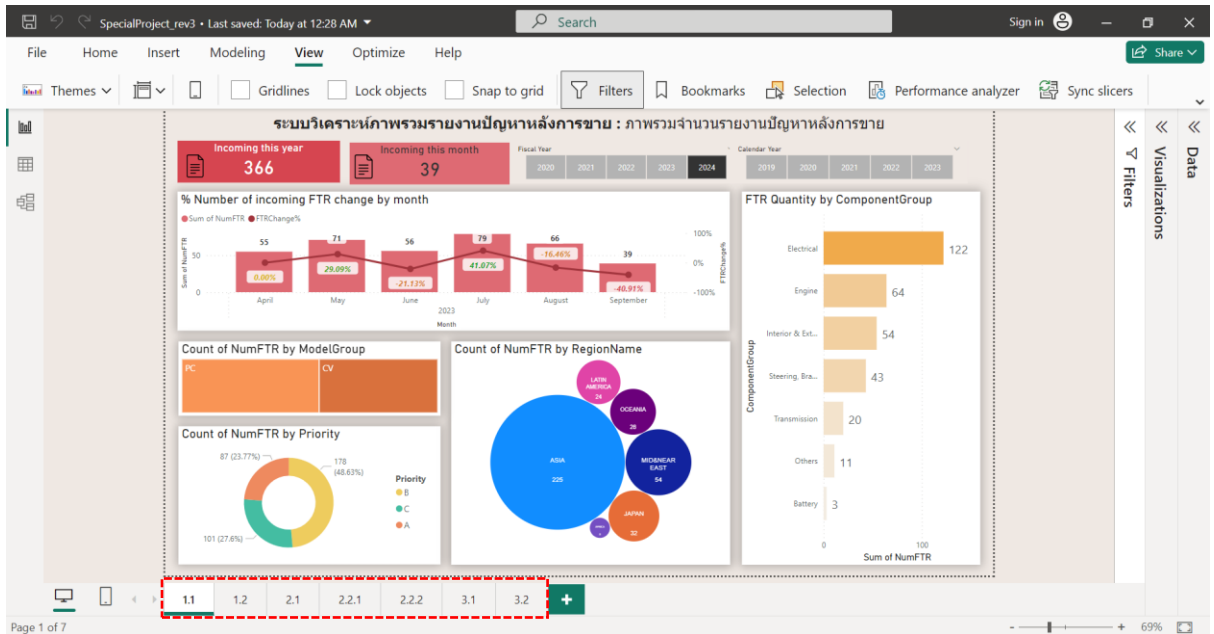 SpecialProject_rev3 • Last saved: Today at 12:28 AM
Search
Sign in
File Home Insert Modeling View Optimize Help
Share
Themes Gridlines Lock objects Snap to grid Filters Bookmarks Selection Performance analyzer Sync slicers
ระบบวิเคราะห์ภาพรวมรายงานปัญหาหลังการขาย : ภาพรวมจำนวนรายงานปัญหาหลังการขาย
Incoming this year
366
Incoming this month
39
Fiscal Year
2020 2021 2022 2023 2024
Calendar Year
2019 2020 2021 2022 2023
% Number of incoming FTR change by month
Sum of NumFTR FTRChange%
Sum of NumFTR
50
0
55 71 56 79 66 39
0.00% 29.09% -21.13% 41.07% -16.46% -40.91%
100%
0%
-100%
FTRChange%
April May June July August September
2023
Month
Count of NumFTR by ModelGroup
PC CV
Count of NumFTR by Priority
87 (23.77%)
178
(48.63%)
101 (27.6%)
Priority
B
C
A
Count of NumFTR by RegionName
LATIN
AMERICA
24
OCEANIA
26
ASIA
225
MID&NEAR
EAST
54
JAPAN
32
FTR Quantity by ComponentGroup
ComponentGroup
Electrical 122
Engine 64
Interior & Ext... 54
Steering, Bra... 43
Transmission 20
Others 11
Battery 3
0 100
Sum of NumFTR
Filters
Visualizations
Data
1.1 1.2 2.1 2.2.1 2.2.2 3.1 3.2 +
Page 1 of 7
- + 69%